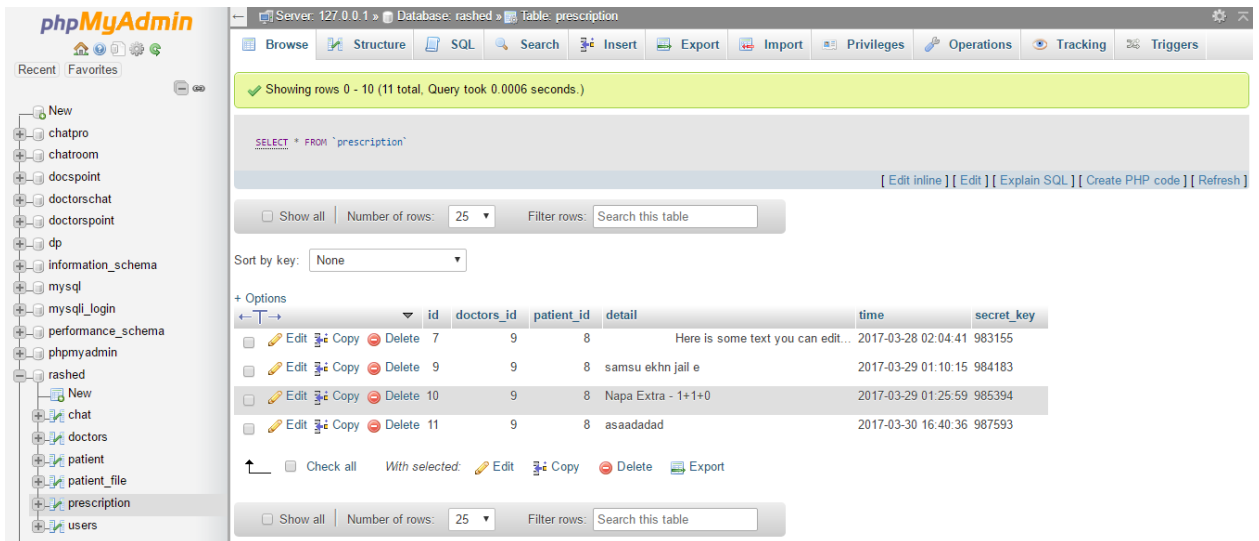 phpMyAdmin
Recent Favorites
New
chatpro
chatroom
docspoint
doctorschat
doctorspoint
dp
information_schema
mysql
mysqli_login
performance_schema
phpmyadmin
rashed
New
chat
doctors
patient
patient_file
prescription
users
Server: 127.0.0.1 » Database: rashed » Table: prescription
Browse Structure SQL Search Insert Export Import Privileges Operations Tracking Triggers
Showing rows 0 - 10 (11 total, Query took 0.0006 seconds.)
SELECT * FROM `prescription`
[ Edit inline ] [ Edit ] [ Explain SQL ] [ Create PHP code ] [ Refresh ]
Show all | Number of rows: 25 Filter rows: Search this table
Sort by key: None
+ Options
←T→ id doctors_id patient_id detail time secret_key
Edit Copy Delete 7 9 8 Here is some text you can edit... 2017-03-28 02:04:41 983155
Edit Copy Delete 9 9 8 samsu ekhn jail e 2017-03-29 01:10:15 984183
Edit Copy Delete 10 9 8 Napa Extra - 1+1+0 2017-03-29 01:25:59 985394
Edit Copy Delete 11 9 8 asaadadad 2017-03-30 16:40:36 987593
Check all With selected: Edit Copy Delete Export
Show all | Number of rows: 25 Filter rows: Search this table